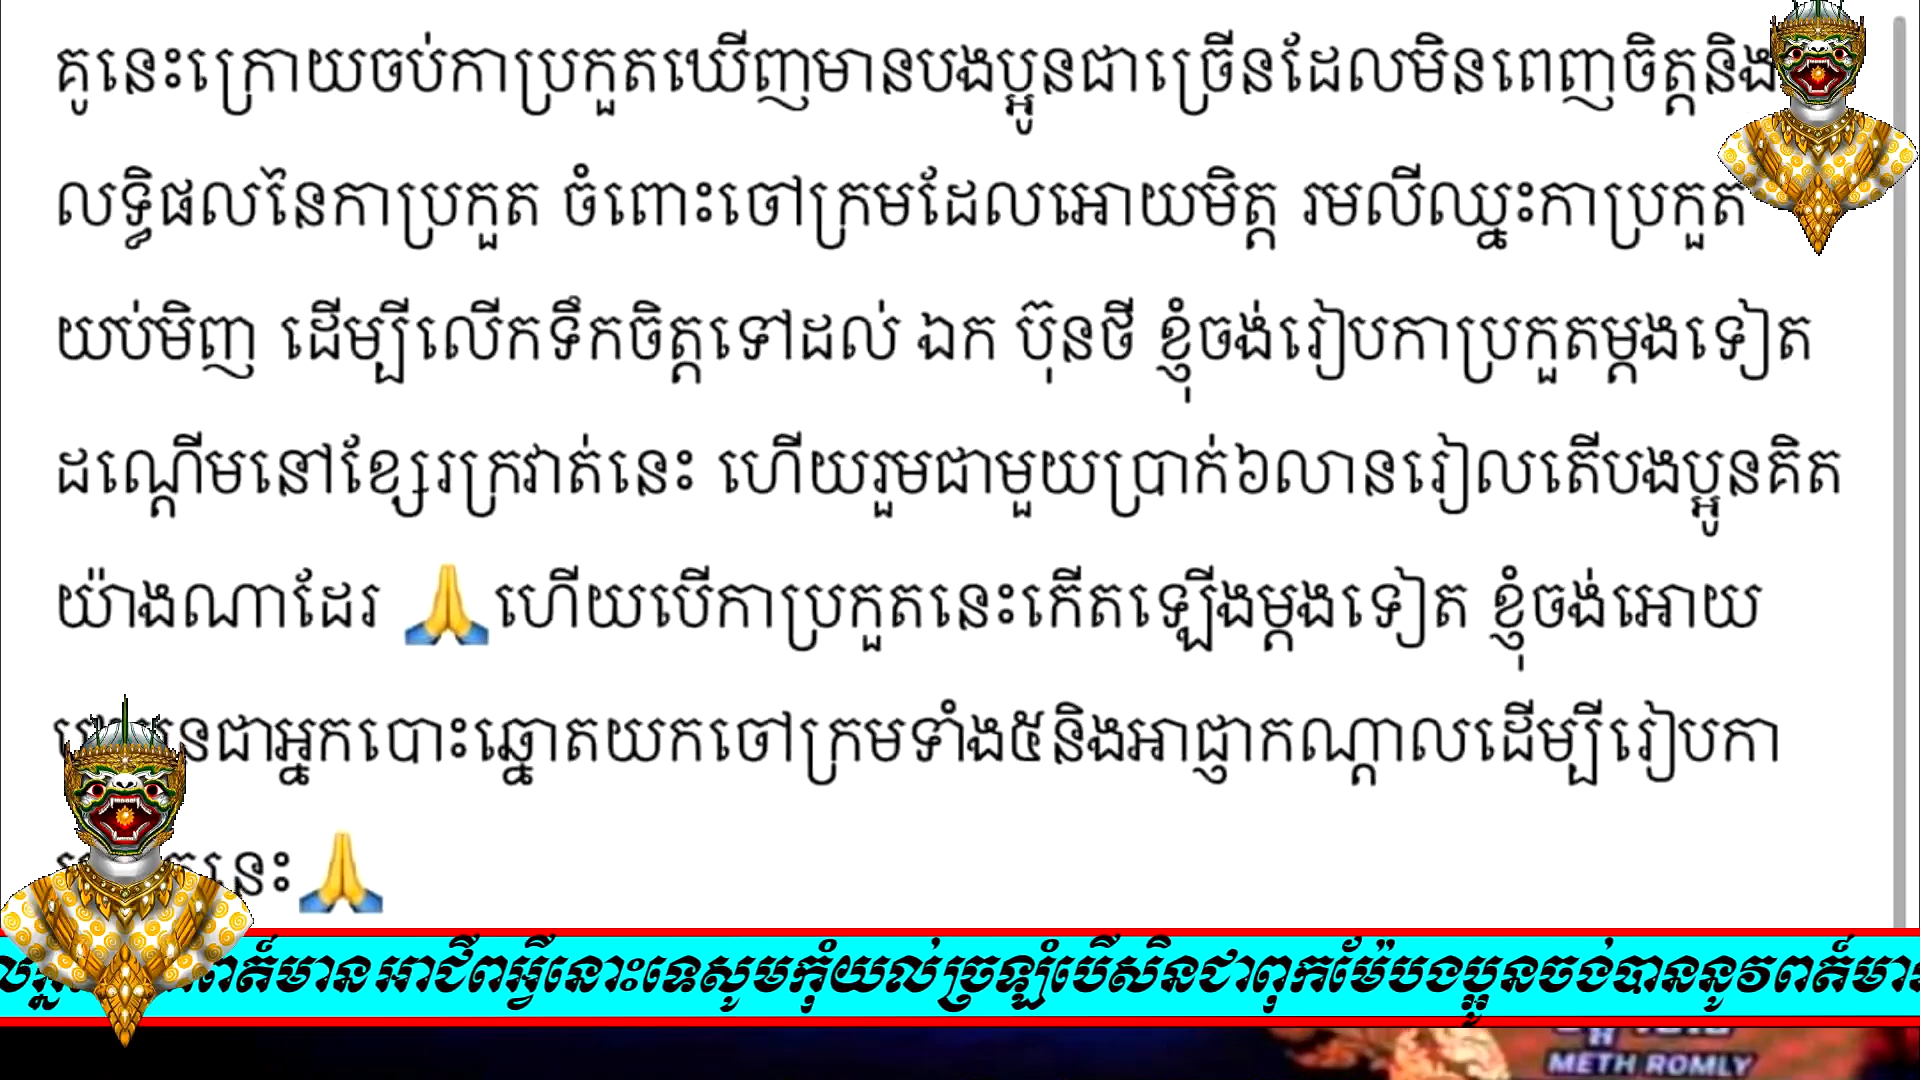 គូនេះក្រោយចប់កាប្រកួតឃើញមានបងប្អូនជាច្រើនដែលមិនពេញចិត្តនិង
លទ្ធិផលនៃកាប្រកួត ចំពោះចៅក្រមដែលអោយមិត្ត រមលីឈ្នះកាប្រកួត
យប់មិញ ដើម្បីលើកទឹកចិត្តទៅដល់ ឯក ប៊ុនថី ខ្ញុំចង់រៀបកាប្រកួតម្ដងទៀត
ដណ្ដើមនៅខ្សែរក្រវាត់នេះ ហើយរួមជាមួយប្រាក់៦លានរៀលតើបងប្អូនគិត
យ៉ាងណាដែរ 🙏ហើយបើកាប្រកួតនេះកើតឡើងម្ដងទៀត ខ្ញុំចង់អោយ
ជាអ្នកបោះឆ្នោតយកចៅក្រមទាំង៥និងអាជ្ញាកណ្ដាលដើម្បីរៀបកា
នេះ🙏
ពត៌មាន អាជីពអ្វីនោះទេសូមកុំយល់ច្រឡំបើសិនជាពុកម៉ែបងប្អូនចង់បាននូវពត៌មាន
METH ROMLY